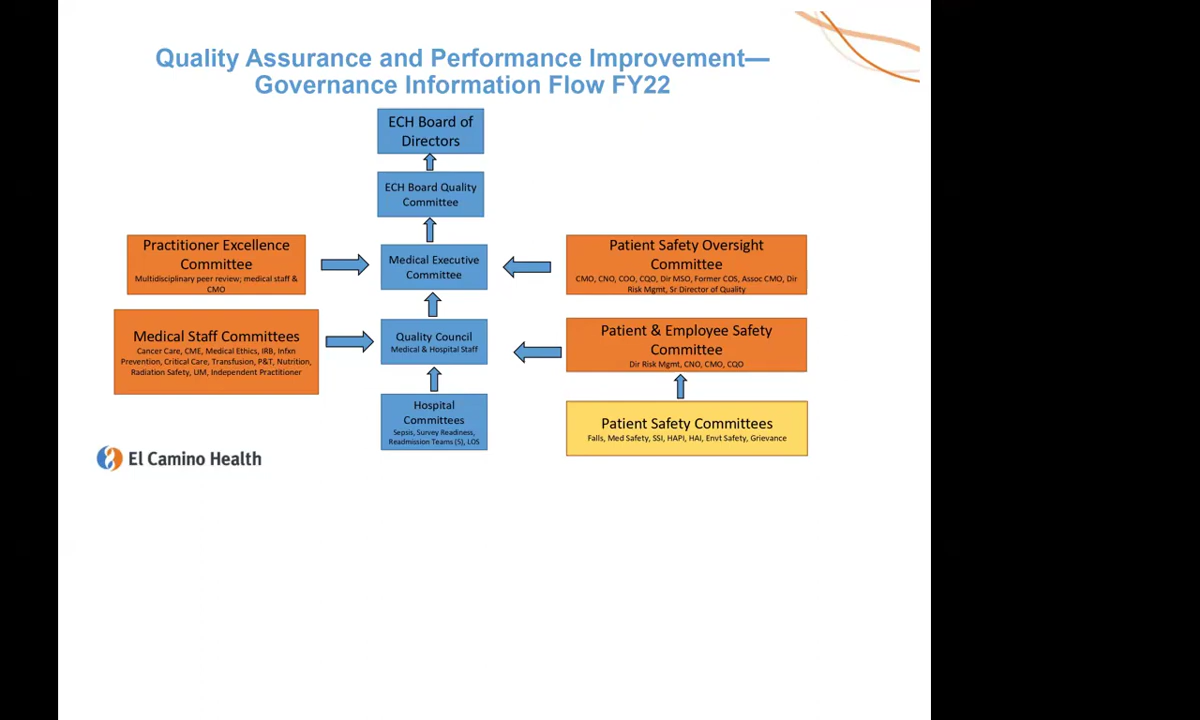 Quality Assurance and Performance Improvement—
Governance Information Flow FY22
ECH Board of
Directors
ECH Board Quality
Committee
Practitioner Excellence
Committee
Multidisciplinary peer review; medical staff &
CMO
Medical Executive
Committee
Patient Safety Oversight
Committee
CMO, CNO, COO, CQO, Dir MSO, Former COS, Assoc CMO, Dir
Risk Mgmt, Sr Director of Quality
Medical Staff Committees
Cancer Care, CME, Medical Ethics, IRB, Infxn
Prevention, Critical Care, Transfusion, P&T, Nutrition,
Radiation Safety, UM, Independent Practitioner
Quality Council
Medical & Hospital Staff
Patient & Employee Safety
Committee
Dir Risk Mgmt, CNO, CMO, CQO
Hospital
Committees
Sepsis, Survey Readiness,
Readmission Teams (5), LOS
Patient Safety Committees
Falls, Med Safety, SSI, HAPI, HAI, Envt Safety, Grievance
El Camino Health